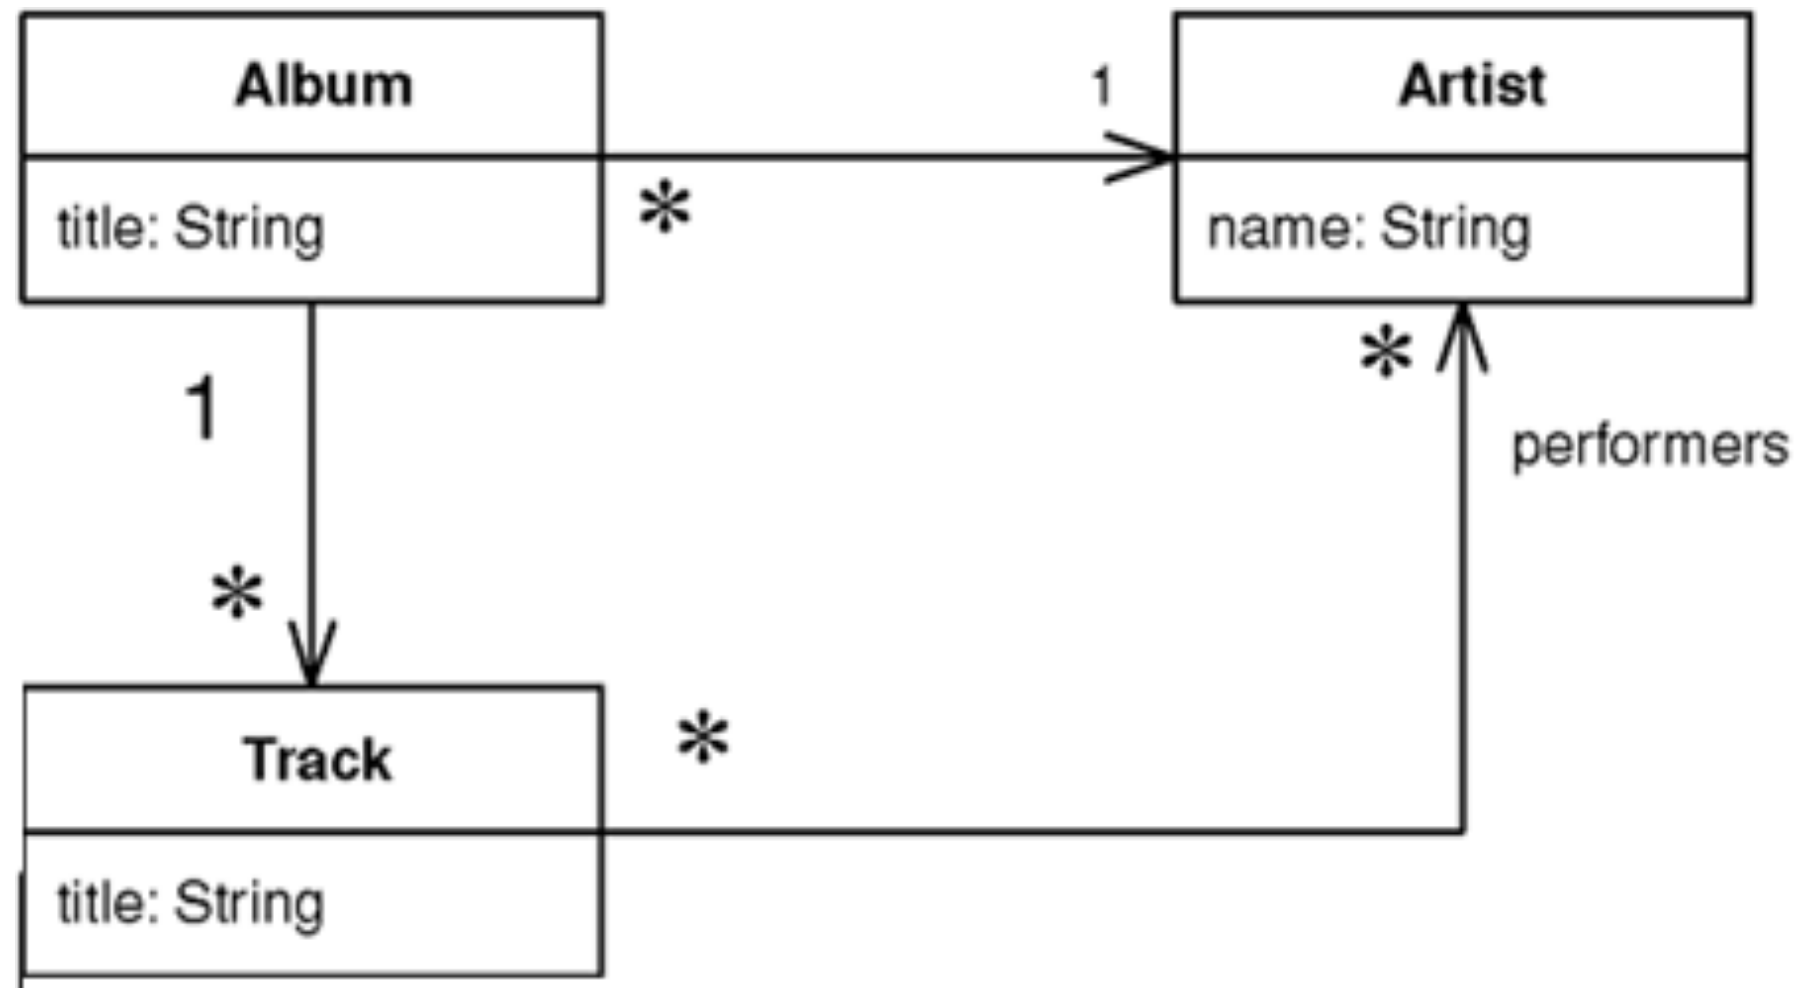 Album
1
Artist
title: String
*
name: String
*
1
performers
*
*
Track
title: String